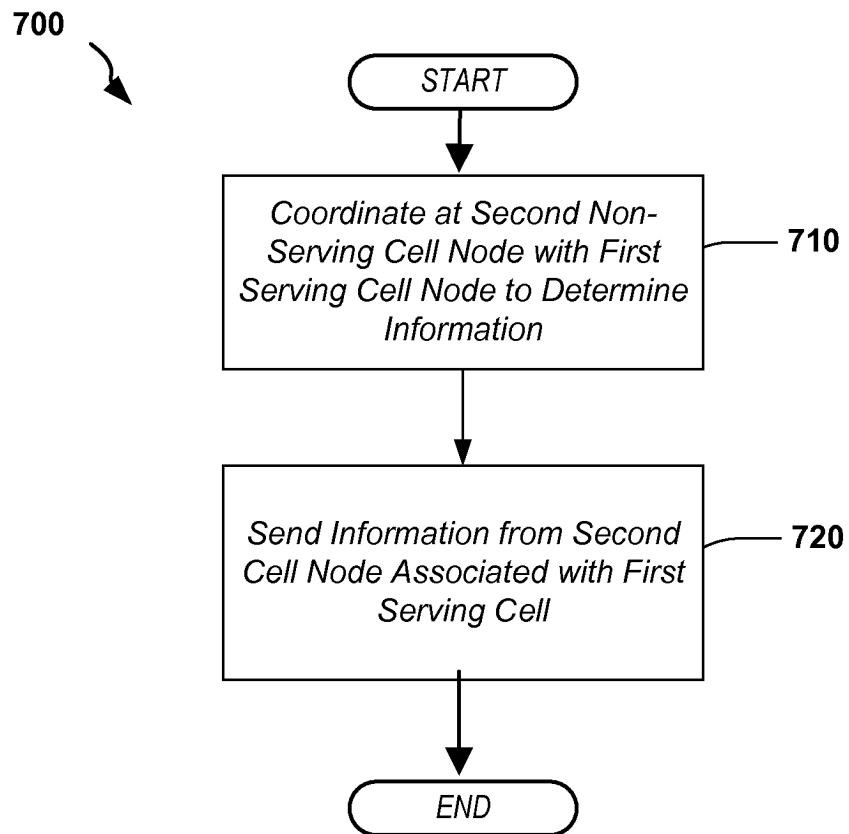 700
START
Coordinate at Second Non-
Serving Cell Node with First
Serving Cell Node to Determine
Information
710
Send Information from Second
Cell Node Associated with First
Serving Cell
720
END